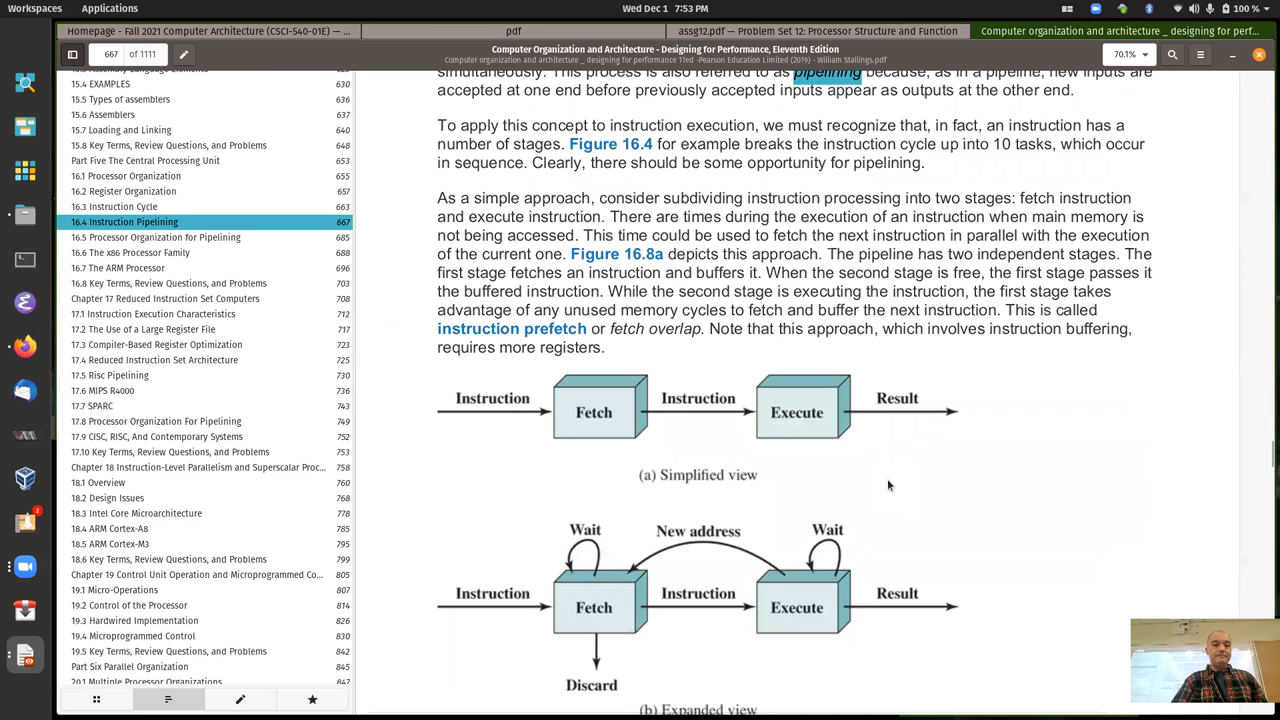 Workspaces Applications Wed Dec 1 7:53 PM 100 %
Homepage - Fall 2021 Computer Architecture (CSCI-540-01E) — ... pdf assg12.pdf — Problem Set 12: Processor Structure and Function Computer organization and architecture _ designing for perf...
667 of 1111 Computer Organization and Architecture - Designing for Performance, Eleventh Edition 70.1%
Computer organization and architecture _ designing for performance 11ed -Pearson Education Limited (2019) - William Stallings.pdf
15.4 EXAMPLES 630
15.5 Types of assemblers 636
15.6 Assemblers 637
15.7 Loading and Linking 640
15.8 Key Terms, Review Questions, and Problems 648
Part Five The Central Processing Unit 653
16.1 Processor Organization 655
16.2 Register Organization 657
16.3 Instruction Cycle 663
16.4 Instruction Pipelining 667
16.5 Processor Organization for Pipelining 685
16.6 The x86 Processor Family 688
16.7 The ARM Processor 696
16.8 Key Terms, Review Questions, and Problems 703
Chapter 17 Reduced Instruction Set Computers 708
17.1 Instruction Execution Characteristics 712
17.2 The Use of a Large Register File 717
17.3 Compiler-Based Register Optimization 723
17.4 Reduced Instruction Set Architecture 725
17.5 Risc Pipelining 730
17.6 MIPS R4000 736
17.7 SPARC 743
17.8 Processor Organization For Pipelining 749
17.9 CISC, RISC, And Contemporary Systems 752
17.10 Key Terms, Review Questions, and Problems 753
Chapter 18 Instruction-Level Parallelism and Superscalar Proc... 758
18.1 Overview 760
18.2 Design Issues 768
18.3 Intel Core Microarchitecture 778
18.4 ARM Cortex-A8 785
18.5 ARM Cortex-M3 795
18.6 Key Terms, Review Questions, and Problems 799
Chapter 19 Control Unit Operation and Microprogrammed Co... 805
19.1 Micro-Operations 807
19.2 Control of the Processor 814
19.3 Hardwired Implementation 826
19.4 Microprogrammed Control 830
19.5 Key Terms, Review Questions, and Problems 842
Part Six Parallel Organization 845
20.1 Multiple Processor Organizations 847
simultaneously. This process is also referred to as pipelining because, as in a pipeline, new inputs
accepted at one end before previously accepted inputs appear as outputs at the other end.
To apply this concept to instruction execution, we must recognize that, in fact, an instruction has a
number of stages. Figure 16.4 for example breaks the instruction cycle up into 10 tasks, which occur
in sequence. Clearly, there should be some opportunity for pipelining.
As a simple approach, consider subdividing instruction processing into two stages: fetch instruction
and execute instruction. There are times during the execution of an instruction when main memory is
not being accessed. This time could be used to fetch the next instruction in parallel with the execution
of the current one. Figure 16.8a depicts this approach. The pipeline has two independent stages. The
first stage fetches an instruction and buffers it. When the second stage is free, the first stage passes it
the buffered instruction. While the second stage is executing the instruction, the first stage takes
advantage of any unused memory cycles to fetch and buffer the next instruction. This is called
instruction prefetch or fetch overlap. Note that this approach, which involves instruction buffering,
requires more registers.
Instruction Fetch Instruction Execute Result
(a) Simplified view
Wait New address Wait
Instruction Fetch Instruction Execute Result
Discard
(b) Expanded view